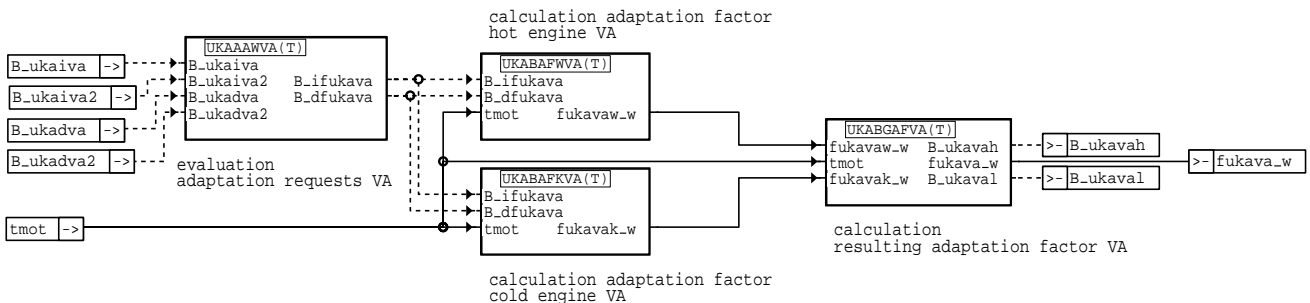 calculation adaptation factor
hot engine VA
UKAAAWVA(T)
B_ukaiva ->
B_ukaiva2 ->
B_ukadva ->
B_ukadva2 ->
B_ukaiva
B_ukaiva2 B_ifukava
B_ukadva B_dfukava
B_ukadva2
evaluation
adaptation requests VA
UKABAFWVA(T)
B_ifukava
B_dfukava
tmot fukavaw_w
UKABAFKVA(T)
B_ifukava
B_dfukava
tmot fukavak_w
tmot ->
calculation adaptation factor
cold engine VA
UKABGAFVA(T)
fukavaw_w B_ukavah
tmot fukava_w
fukavak_w B_ukaval
>- B_ukavah
>- fukava_w
>- B_ukaval
calculation
resulting adaptation factor VA